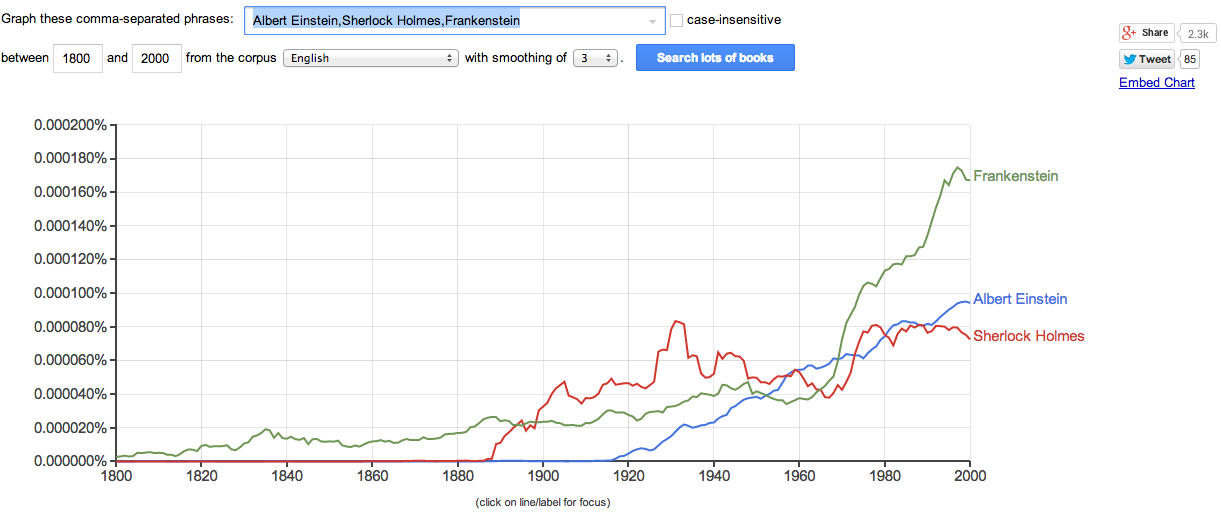 Graph these comma-separated phrases: Albert Einstein,Sherlock Holmes,Frankenstein case-insensitive
between 1800 and 2000 from the corpus English with smoothing of 3 . Search lots of books
Share 2.3k
Tweet 85
Embed Chart
0.000200%
0.000180%
Frankenstein
0.000160%
0.000140%
0.000120%
0.000100%
Albert Einstein
0.000080%
Sherlock Holmes
0.000060%
0.000040%
0.000020%
0.000000%
1800 1820 1840 1860 1880 1900 1920 1940 1960 1980 2000
(click on line/label for focus)